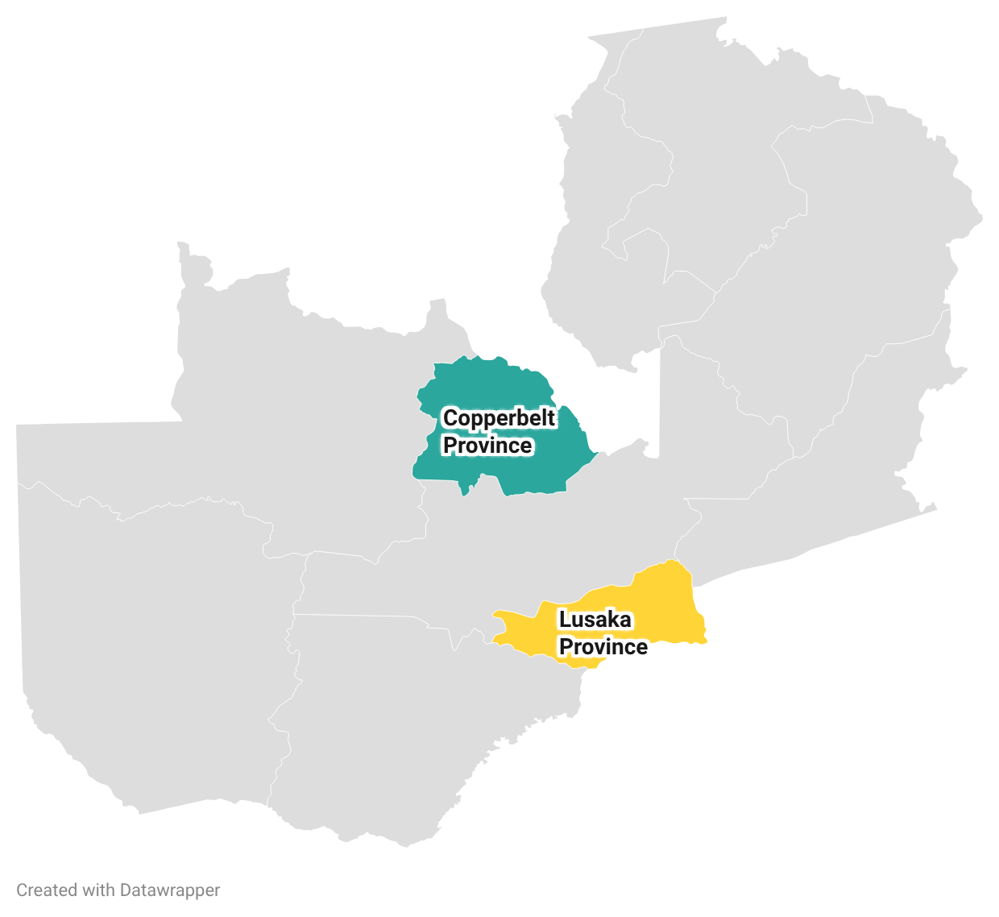 Copperbelt
Province
Lusaka
Province
Created with Datawrapper